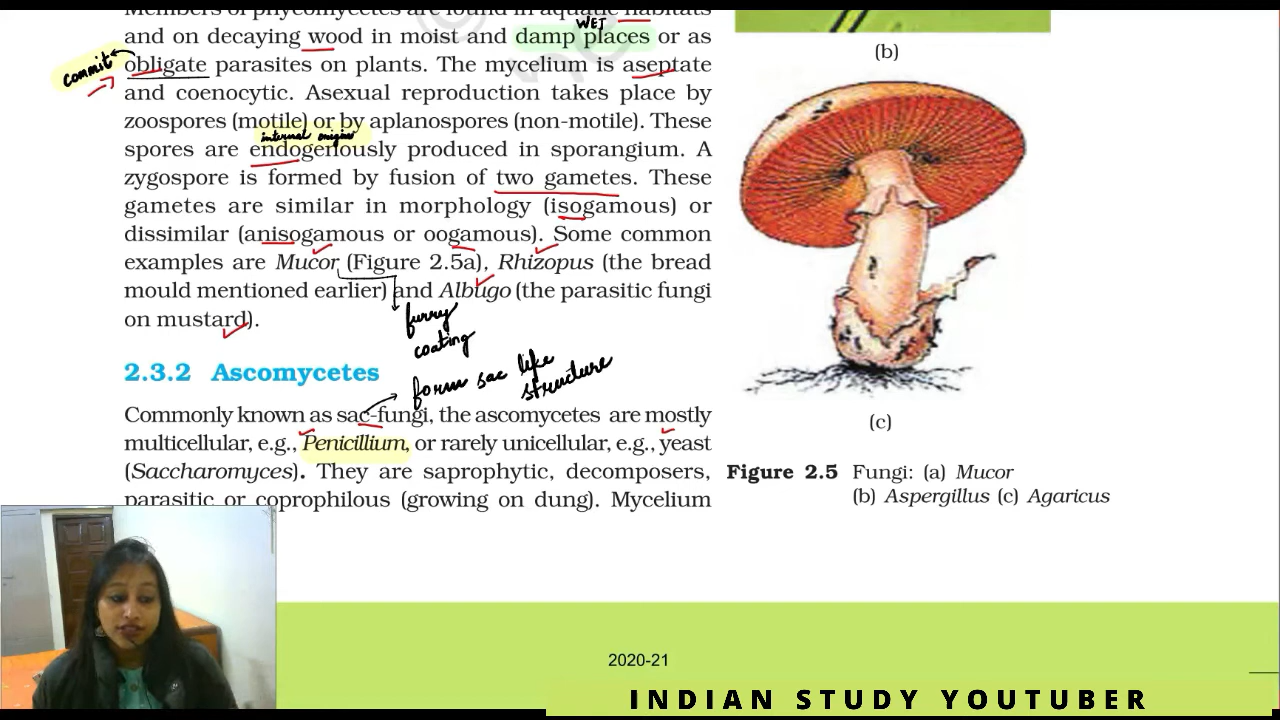 Members of phycomycetes are found in aquatic habitats
WET
and on decaying wood in moist and damp places or as
commit
obligate parasites on plants. The mycelium is aseptate
and coenocytic. Asexual reproduction takes place by
zoospores (motile) or by aplanospores (non-motile). These
internal origin
spores are endogenously produced in sporangium. A
zygospore is formed by fusion of two gametes. These
gametes are similar in morphology (isogamous) or
dissimilar (anisogamous or oogamous). Some common
examples are Mucor (Figure 2.5a), Rhizopus (the bread
mould mentioned earlier) and Albugo (the parasitic fungi
on mustard).
furry
coating
2.3.2 Ascomycetes
form sac like
structure
Commonly known as sac-fungi, the ascomycetes are mostly
multicellular, e.g., Penicillium, or rarely unicellular, e.g., yeast
(Saccharomyces). They are saprophytic, decomposers,
parasitic or coprophilous (growing on dung). Mycelium
(b)
(c)
Figure 2.5 Fungi: (a) Mucor
(b) Aspergillus (c) Agaricus
2020-21
INDIAN STUDY YOUTUBER